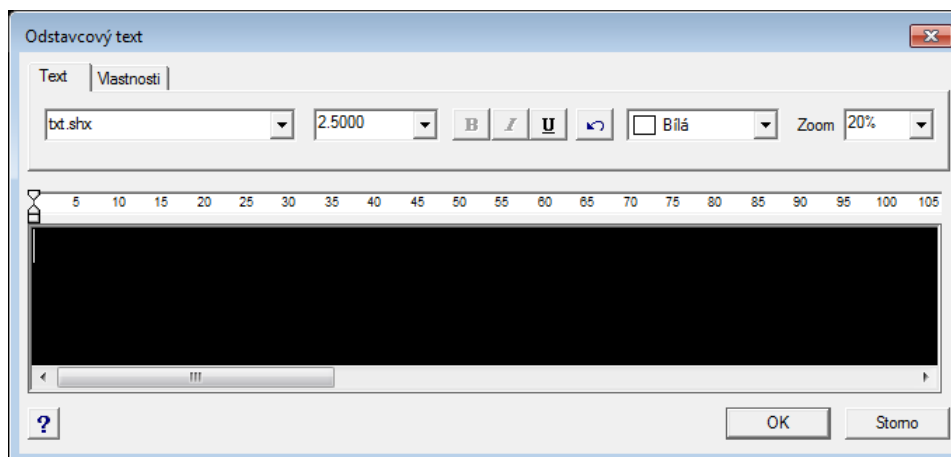 Odstavcový text
Text Vlastnosti
txt.shx 2.5000 B I U Bílá Zoom 20%
5 10 15 20 25 30 35 40 45 50 55 60 65 70 75 80 85 90 95 100 105
? OK Storno